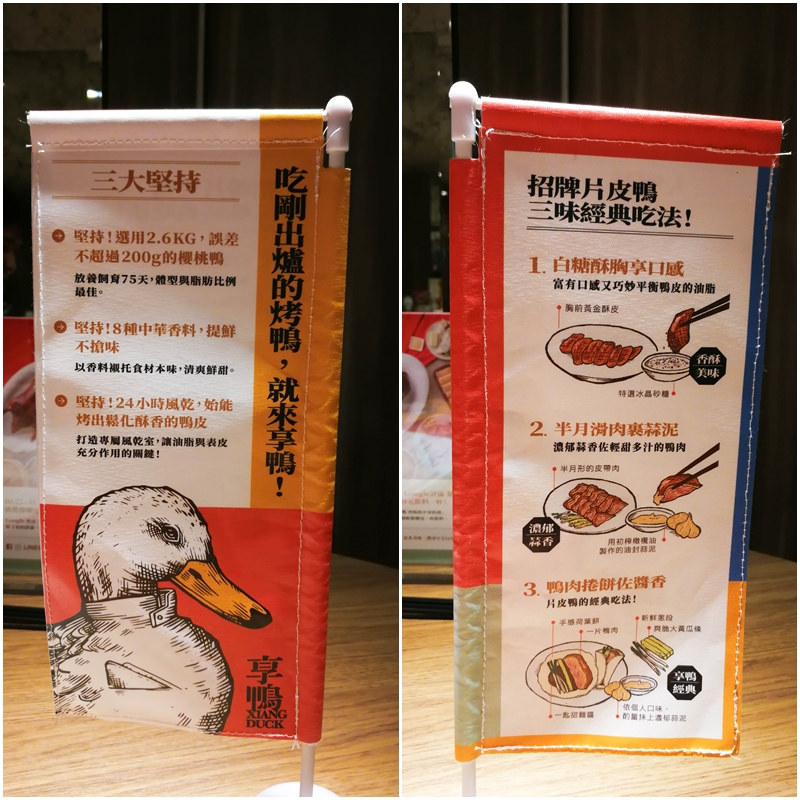 三大堅持
堅持!選用2.6KG，誤差
不超過200g的櫻桃鴨
放養飼育75天，體型與脂肪比例
最佳。
堅持!8種中華香料，提鮮
不搶味
以香料襯托食材本味，清爽鮮甜。
堅持!24小時風乾，始能
烤出鬆化酥香的鴨皮
打造專屬風乾室，讓油脂與表皮
充分作用的關鍵!
吃剛出爐的烤鴨，就來享鴨!
享鴨
XIANG
DUCK
招牌片皮鴨
三味經典吃法!
1. 白糖酥胸享口感
富有口感又巧妙平衡鴨皮的油脂
胸前黃金酥皮
香酥
美味
特選冰晶砂糖
2. 半月滑肉裹蒜泥
濃郁蒜香佐輕甜多汁的鴨肉
半月形的皮帶肉
濃郁
蒜香
用初榨橄欖油
製作的油封蒜泥
3. 鴨肉捲餅佐醬香
片皮鴨的經典吃法!
手感荷葉餅
一片鴨肉
新鮮蔥段
與脆大黃瓜條
享鴨
經典
一匙甜麵醬
依個人口味，
酌量抹上濃郁蒜泥